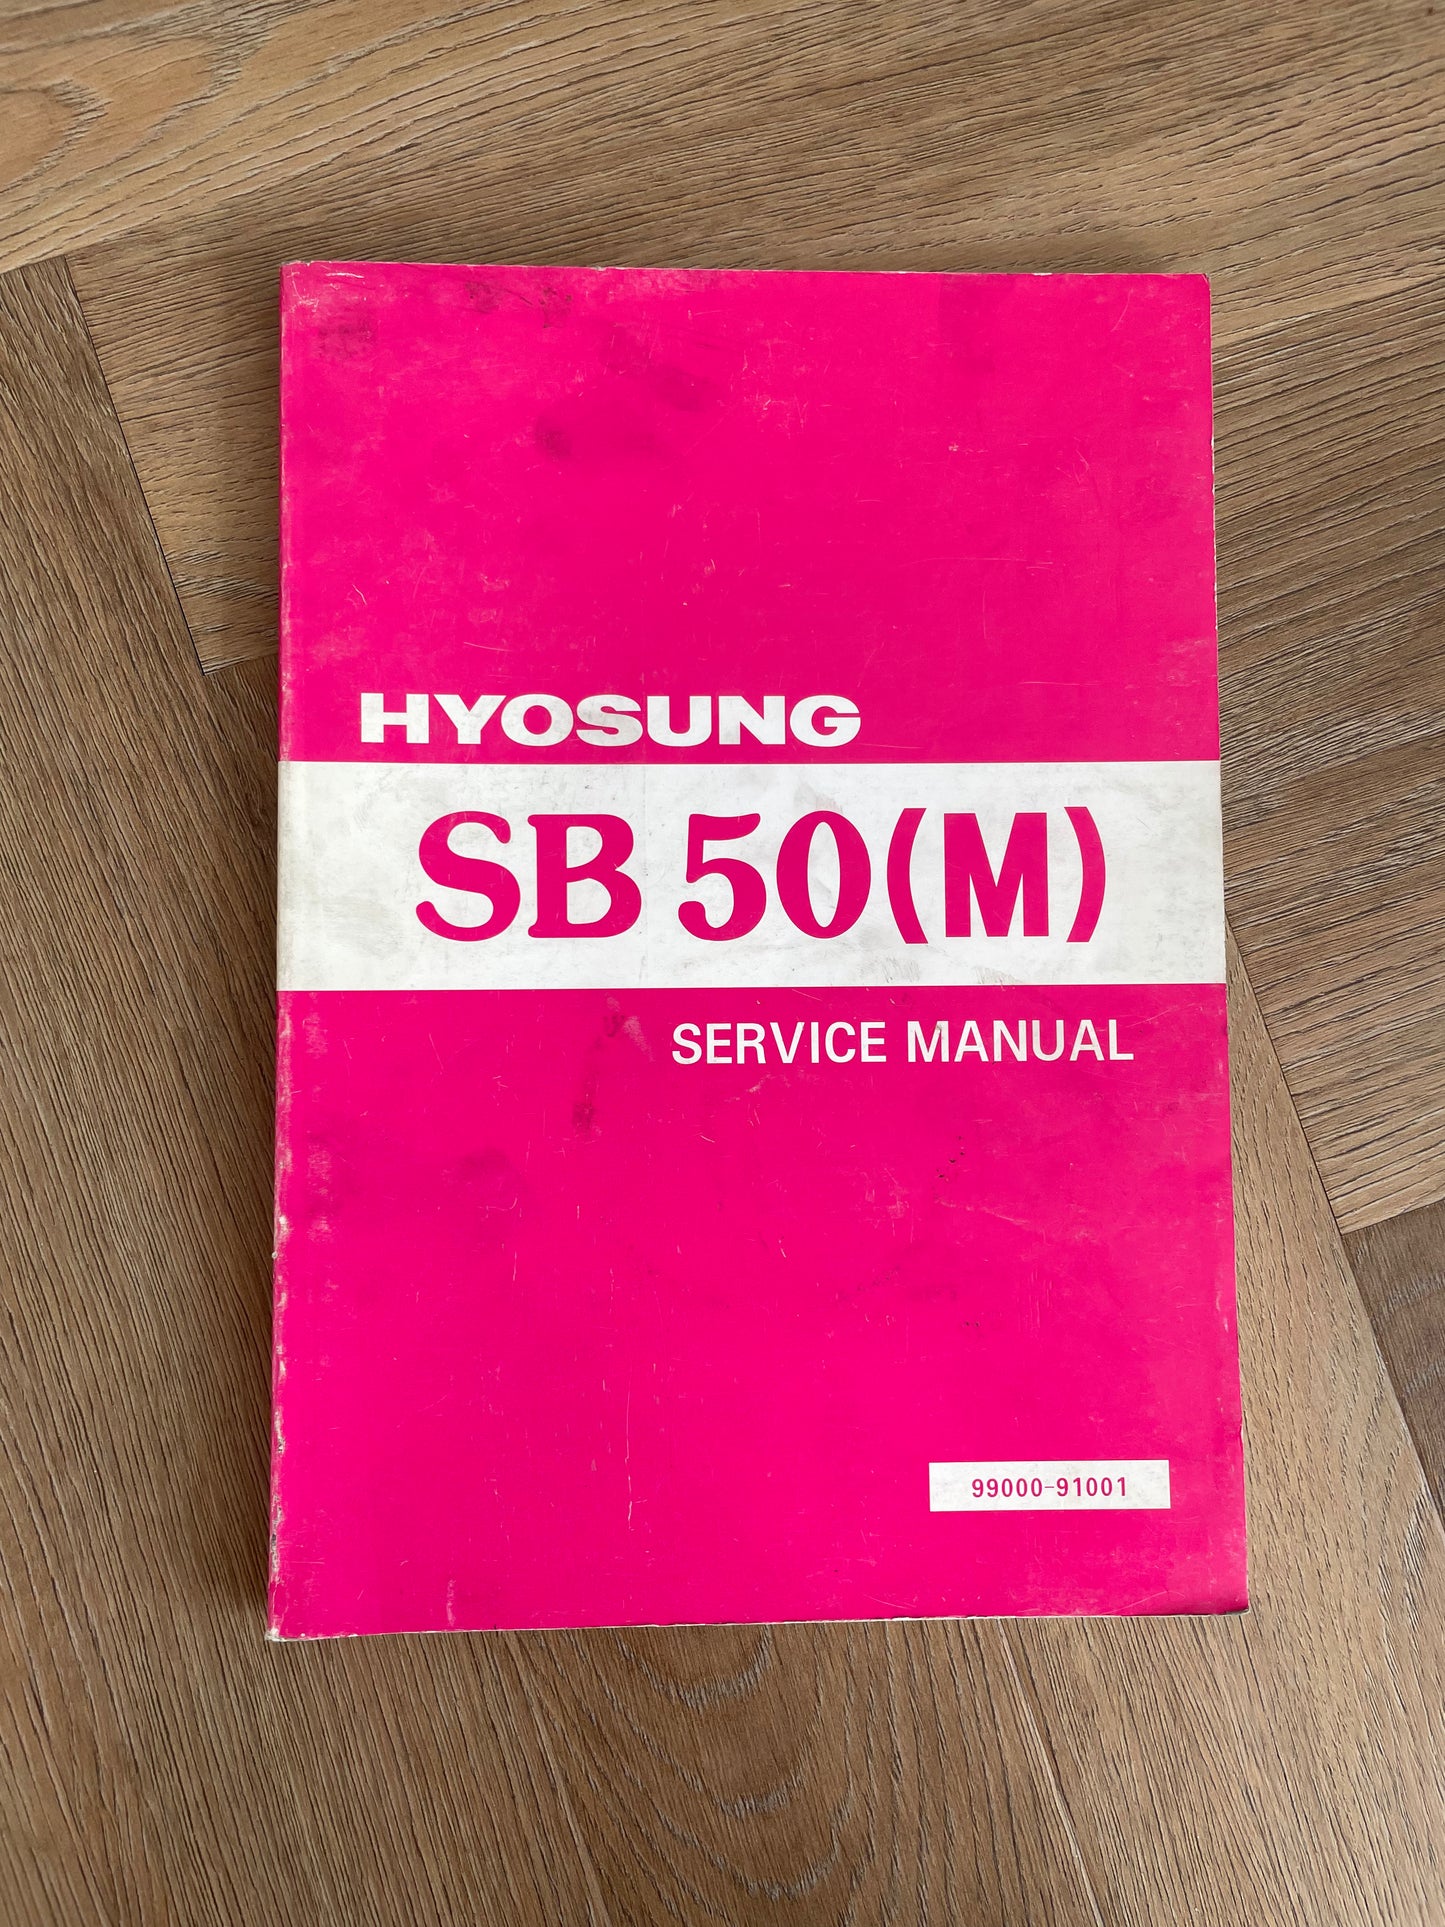 HYOSUNG
SB 50 (M)
SERVICE MANUAL
99000-91001